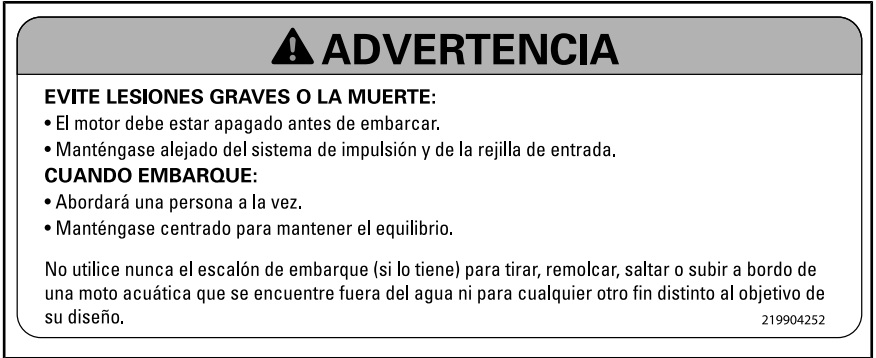 ADVERTENCIA
EVITE LESIONES GRAVES O LA MUERTE:
• El motor debe estar apagado antes de embarcar.
• Manténgase alejado del sistema de impulsión y de la rejilla de entrada.
CUANDO EMBARQUE:
• Abordará una persona a la vez.
• Manténgase centrado para mantener el equilibrio.
No utilice nunca el escalón de embarque (si lo tiene) para tirar, remolcar, saltar o subir a bordo de
una moto acuática que se encuentre fuera del agua ni para cualquier otro fin distinto al objetivo de
su diseño.
219904252